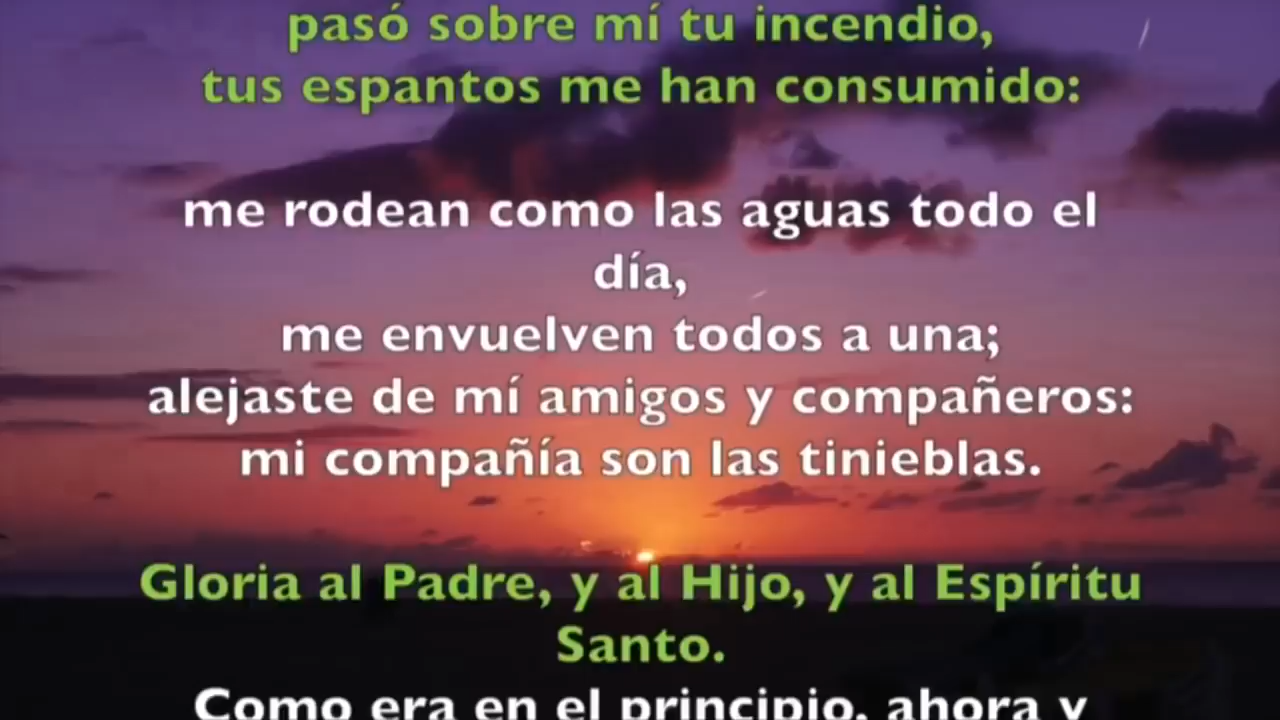 pasó sobre mí tu incendio,
tus espantos me han consumido:
me rodean como las aguas todo el
día,
me envuelven todos a una;
alejaste de mí amigos y compañeros:
mi compañía son las tinieblas.
Gloria al Padre, y al Hijo, y al Espíritu
Santo.
Como era en el principio, ahora y